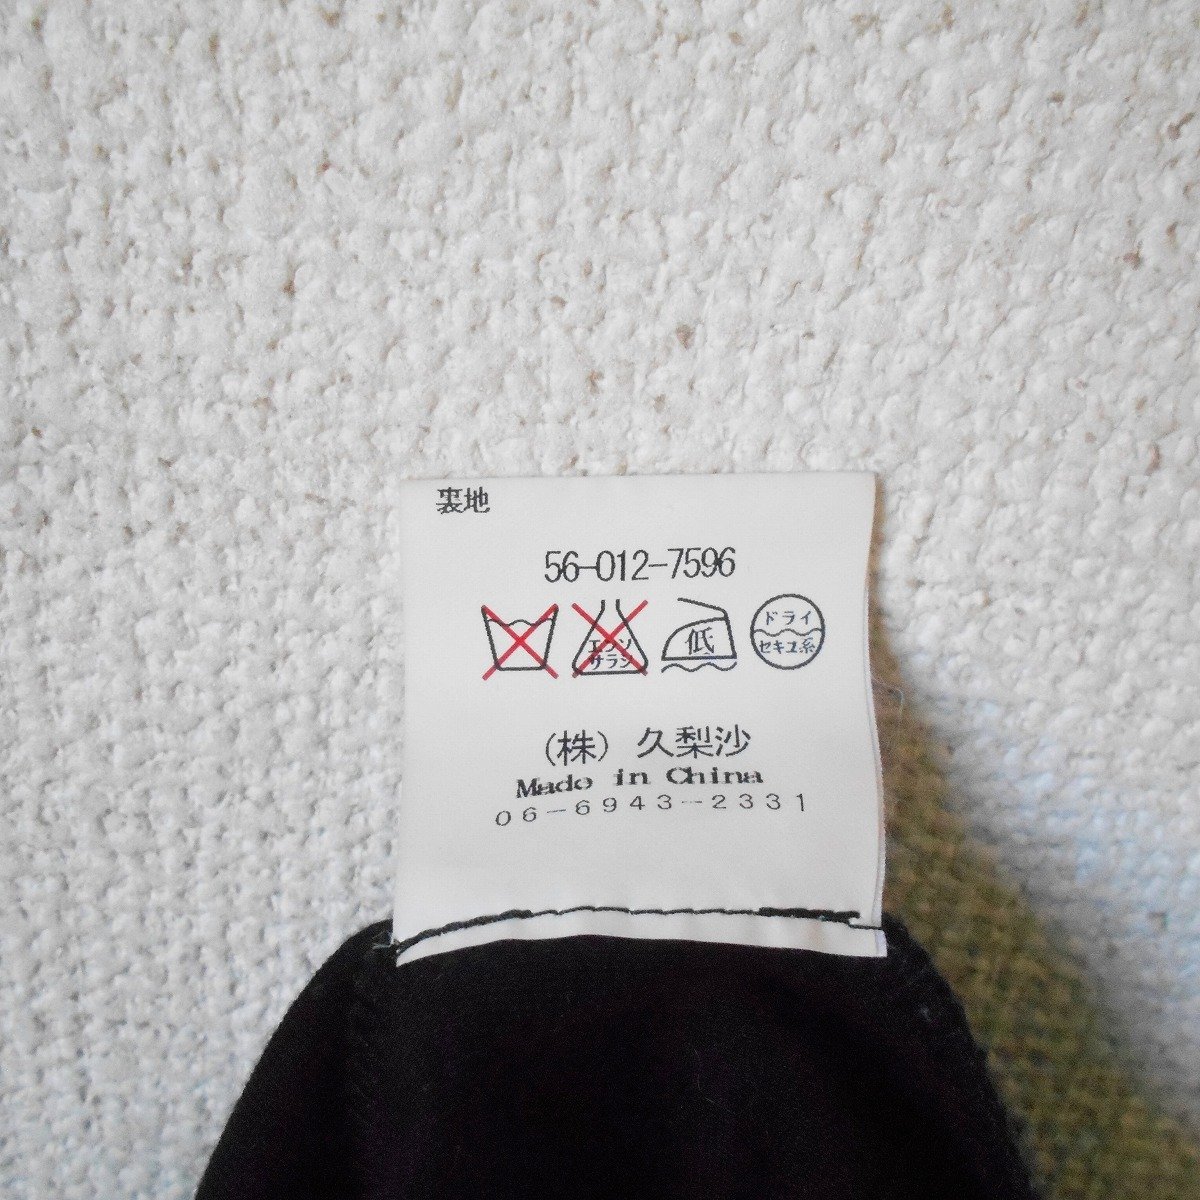 裏地
56-012-7596
エンソ サラシ 低 ドライ セキユ系
(株) 久梨沙
Made in China
06-6943-2331